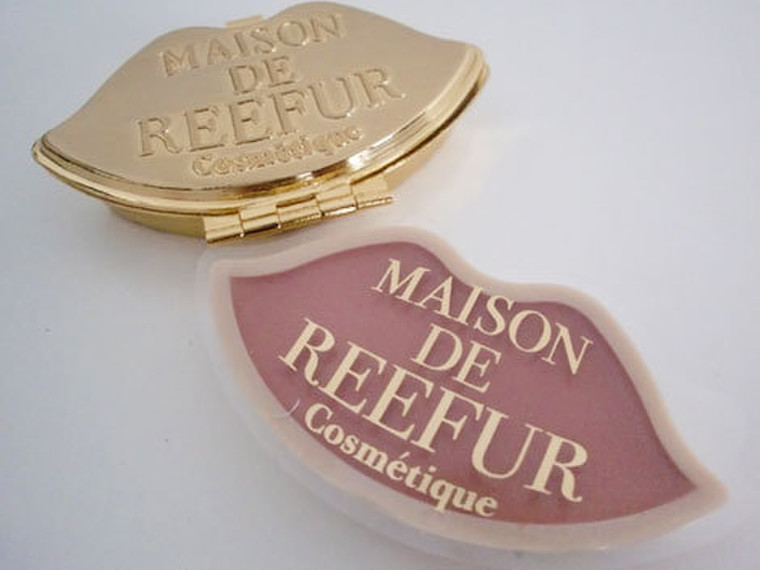 MAISON
DE
REEFUR
Cosmétique
MAISON
DE
REEFUR
Cosmétique